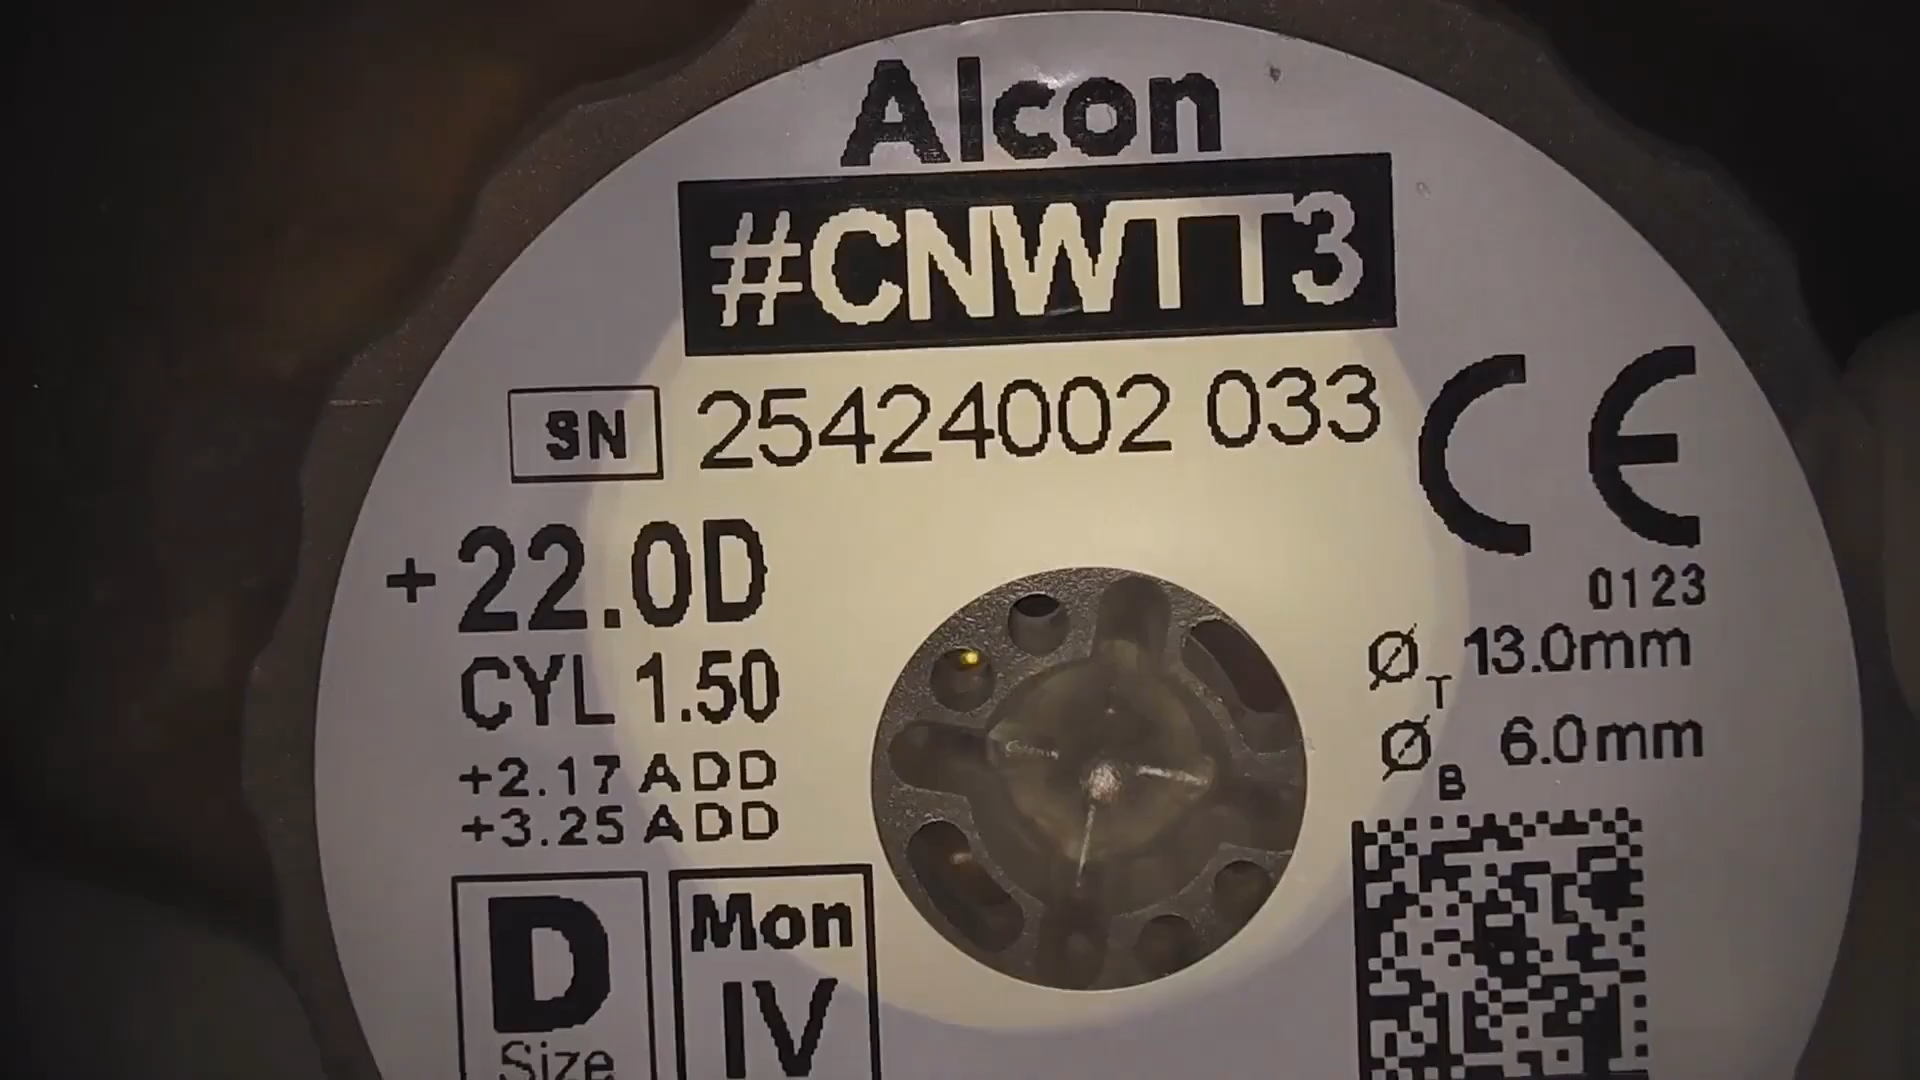 Alcon
#CNWTT3
SN 25424002 033
CE
0123
+22.0D
CYL 1.50
+2.17 ADD
+3.25 ADD
Ø T 13.0mm
Ø B 6.0mm
D
Size
Mon
IV